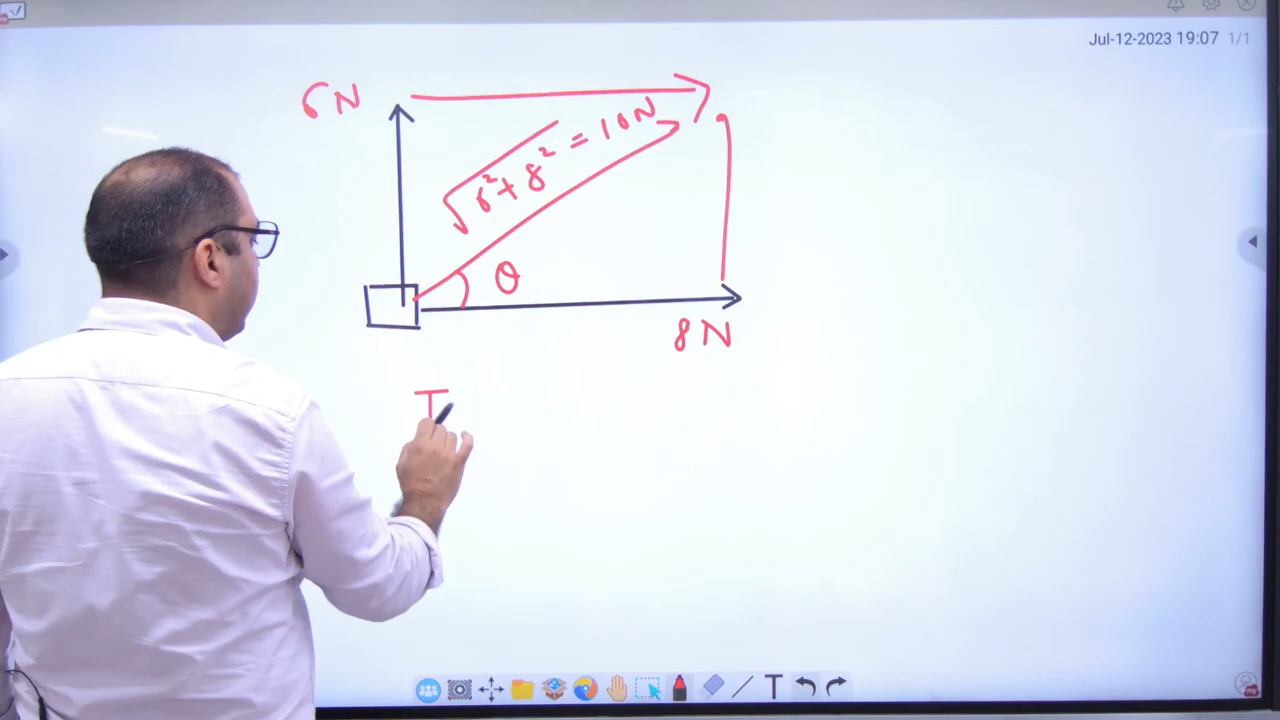 Jul-12-2023 19:07 1/1
6N
√6²+8² = 10N
θ
8N
T
T